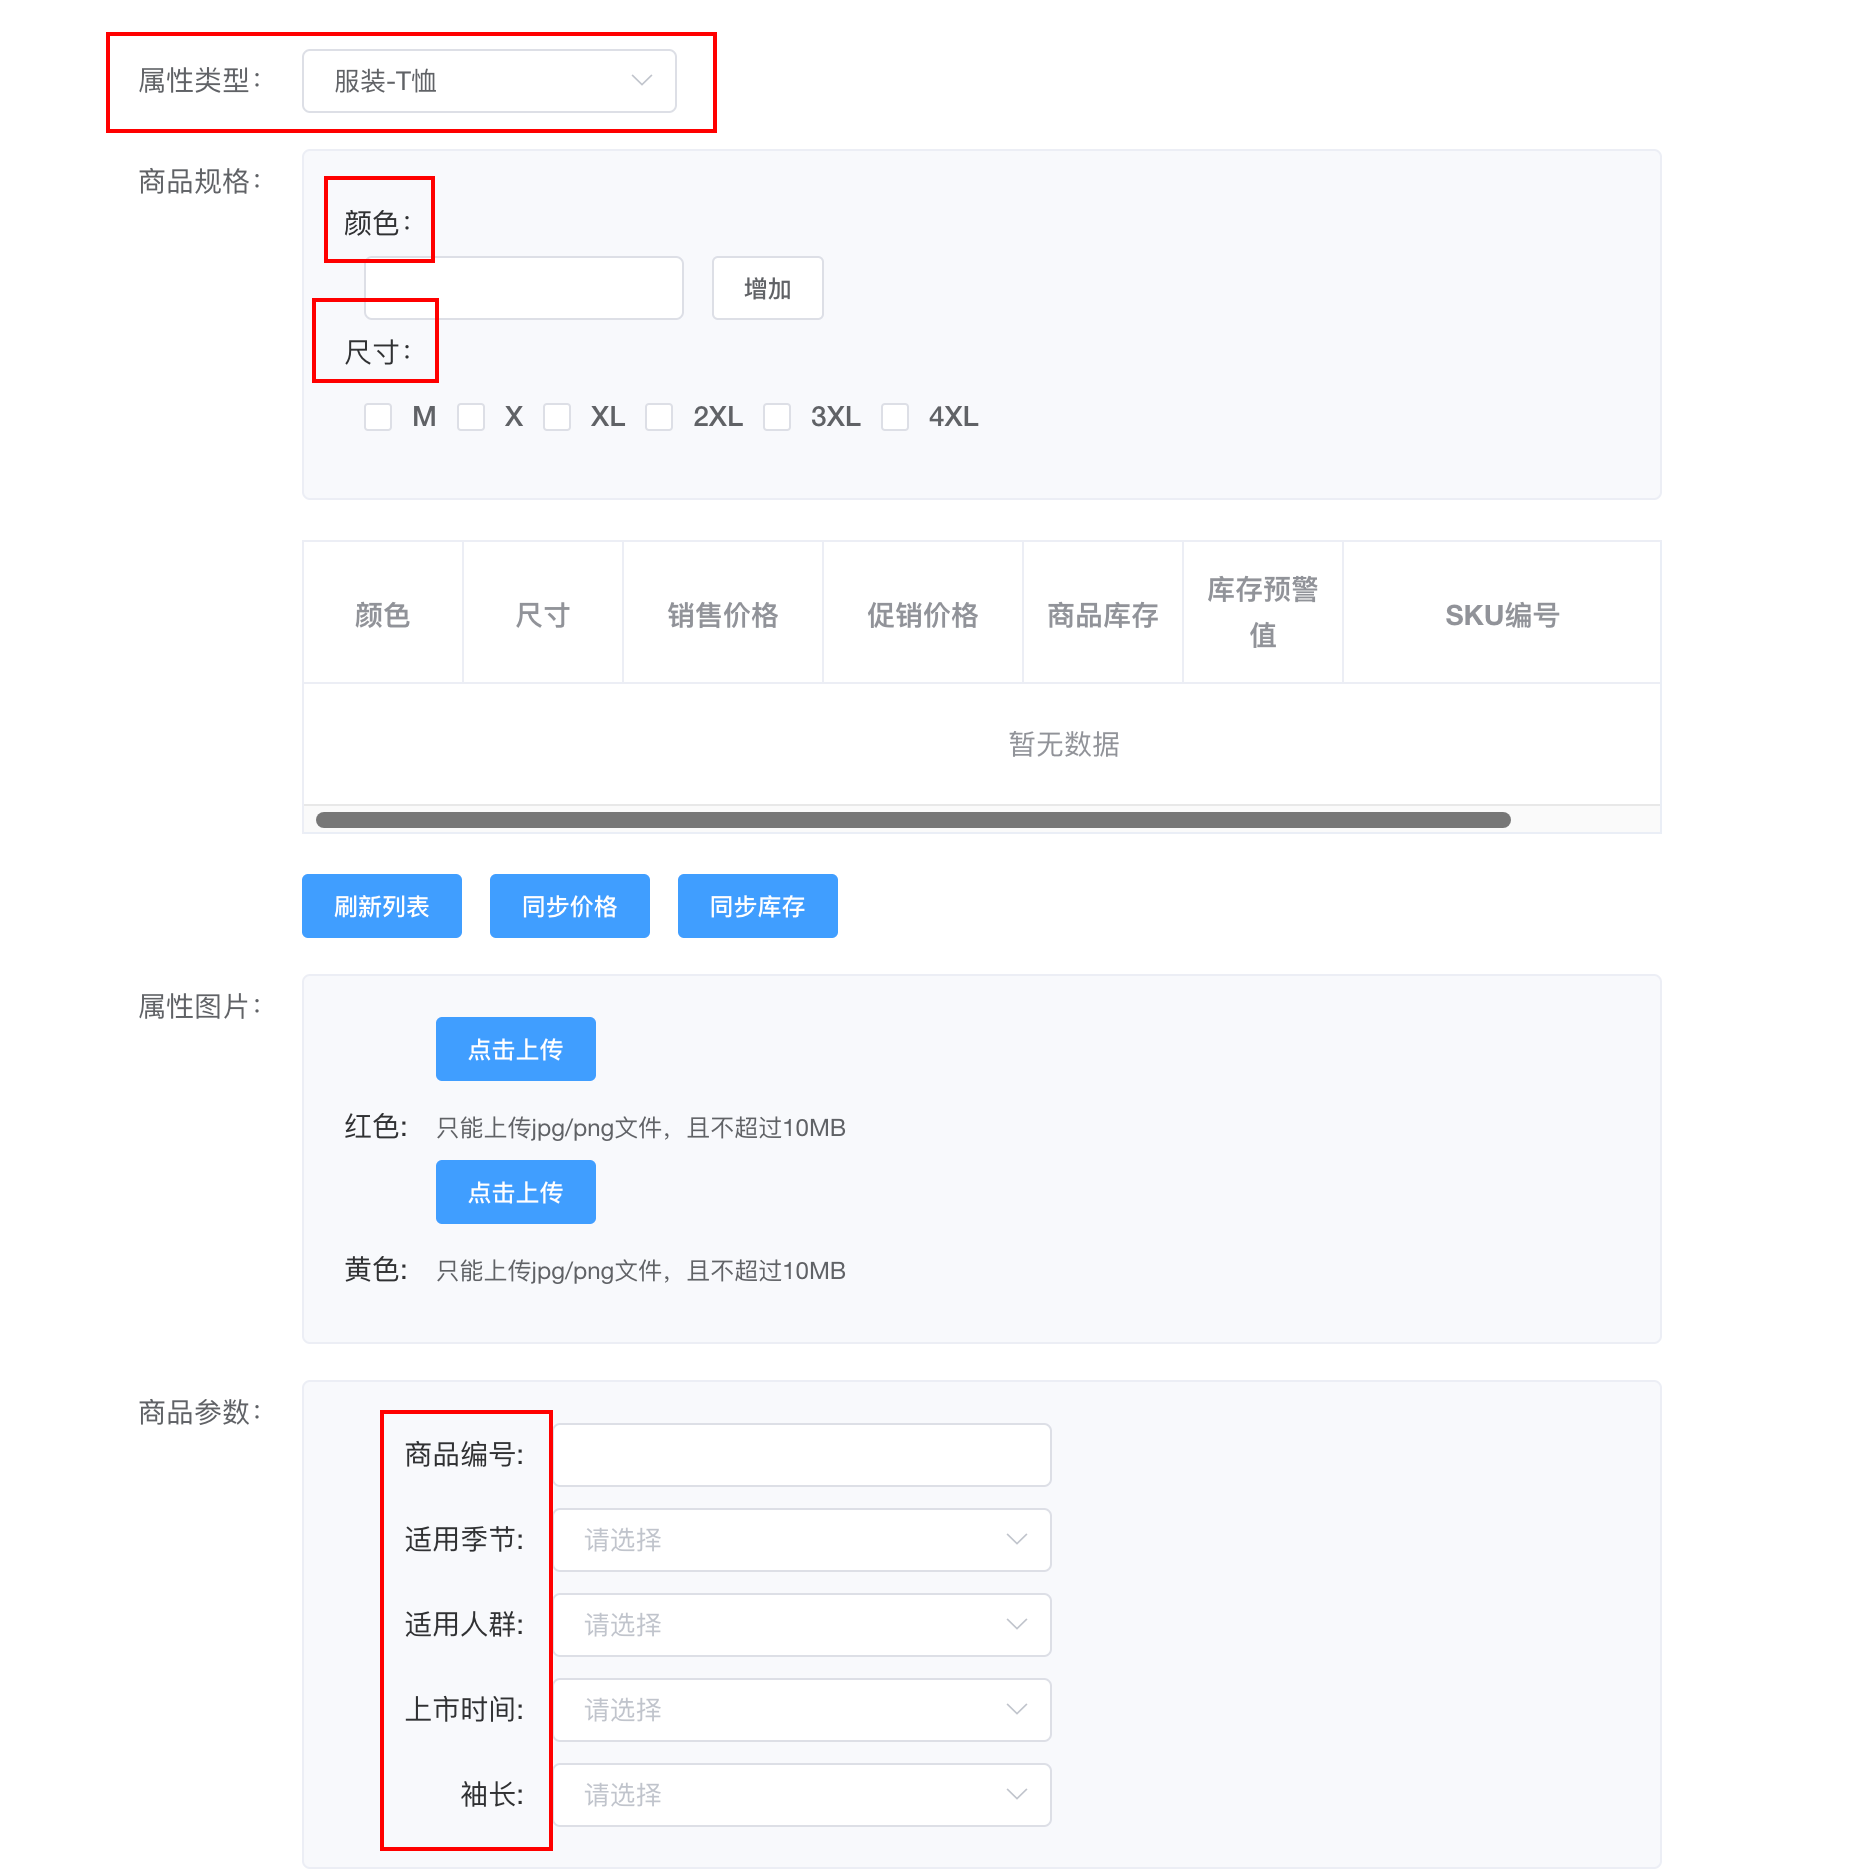 属性类型：
服装-T恤
商品规格：
颜色：
增加
尺寸：
M X XL 2XL 3XL 4XL
颜色 尺寸 销售价格 促销价格 商品库存 库存预警值 SKU编号
暂无数据
刷新列表 同步价格 同步库存
属性图片：
点击上传
红色: 只能上传jpg/png文件，且不超过10MB
点击上传
黄色: 只能上传jpg/png文件，且不超过10MB
商品参数：
商品编号:
适用季节: 请选择
适用人群: 请选择
上市时间: 请选择
袖长: 请选择